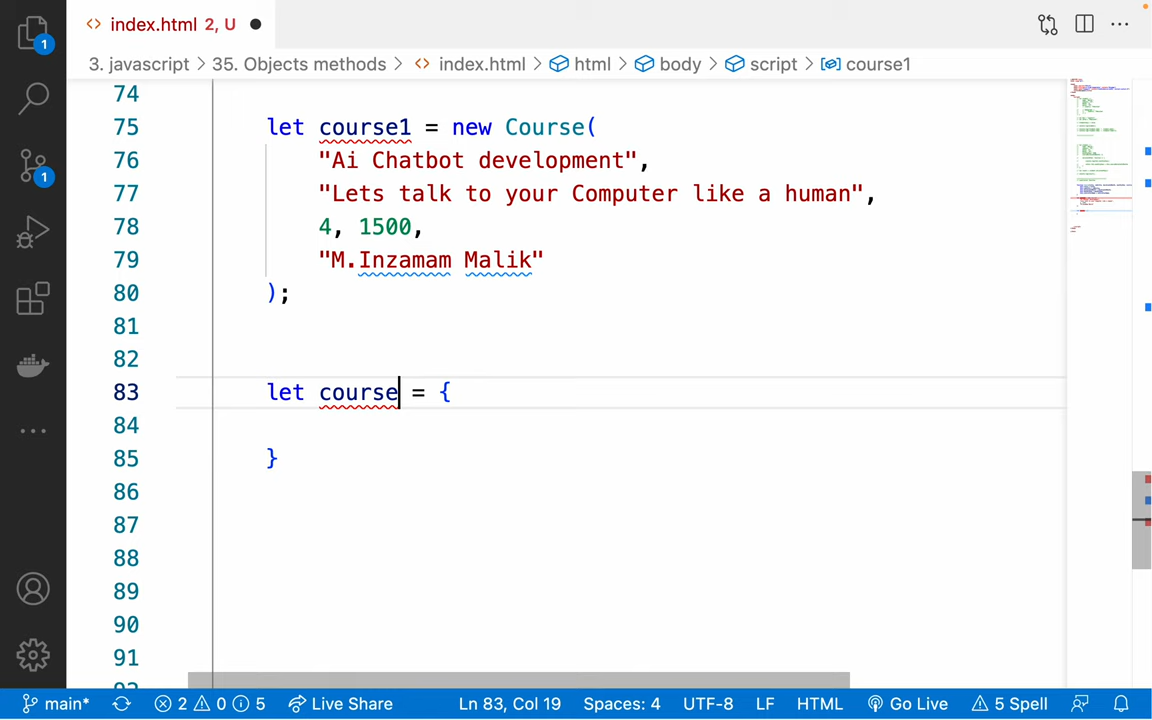 index.html 2, U
3. javascript > 35. Objects methods > index.html > html > body > script > course1
74
75 let course1 = new Course(
76 "Ai Chatbot development",
77 "Lets talk to your Computer like a human",
78 4, 1500,
79 "M.Inzamam Malik"
80 );
81
82
83 let course = {
84
85 }
86
87
88
89
90
91
1
1
main* 2 0 5 Live Share Ln 83, Col 19 Spaces: 4 UTF-8 LF HTML Go Live 5 Spell